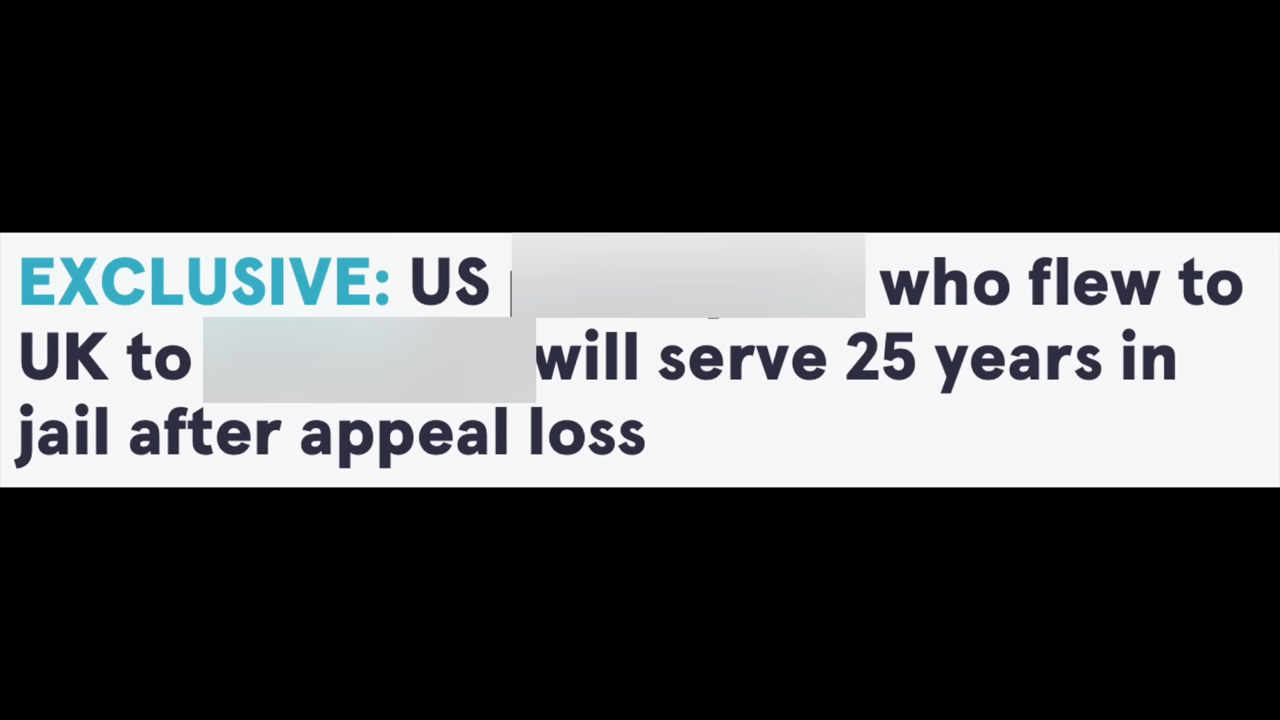 EXCLUSIVE: US who flew to
UK to will serve 25 years in
jail after appeal loss